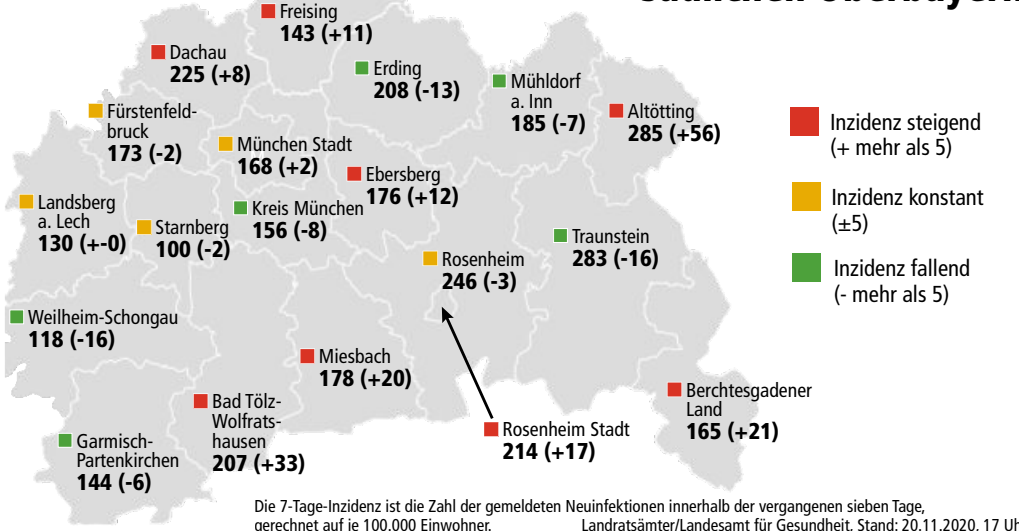 Freising
143 (+11)
Dachau
225 (+8)
Erding
208 (-13)
Mühldorf
a. Inn
185 (-7)
Altötting
285 (+56)
Fürstenfeld-
bruck
173 (-2)
München Stadt
168 (+2)
Ebersberg
176 (+12)
Landsberg
a. Lech
130 (+-0)
Starnberg
100 (-2)
Kreis München
156 (-8)
Rosenheim
246 (-3)
Traunstein
283 (-16)
Weilheim-Schongau
118 (-16)
Miesbach
178 (+20)
Bad Tölz-
Wolfrats-
hausen
207 (+33)
Garmisch-
Partenkirchen
144 (-6)
Rosenheim Stadt
214 (+17)
Berchtesgadener
Land
165 (+21)
Inzidenz steigend
(+ mehr als 5)
Inzidenz konstant
(±5)
Inzidenz fallend
(- mehr als 5)
Die 7-Tage-Inzidenz ist die Zahl der gemeldeten Neuinfektionen innerhalb der vergangenen sieben Tage,
gerechnet auf je 100.000 Einwohner.
Landratsämter/Landesamt für Gesundheit. Stand: 20.11.2020, 17 Uh